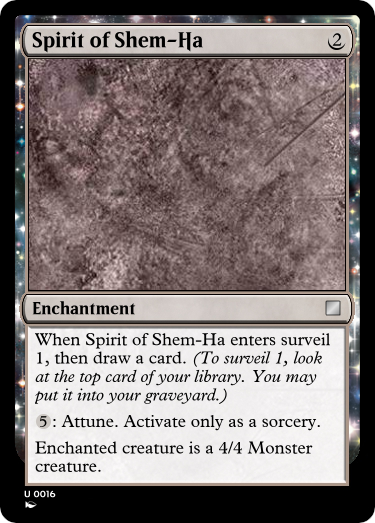 Spirit of Shem-Ha 2
Enchantment
When Spirit of Shem-Ha enters surveil
1, then draw a card. (To surveil 1, look
at the top card of your library. You may
put it into your graveyard.)
5: Attune. Activate only as a sorcery.
Enchanted creature is a 4/4 Monster
creature.
U 0016